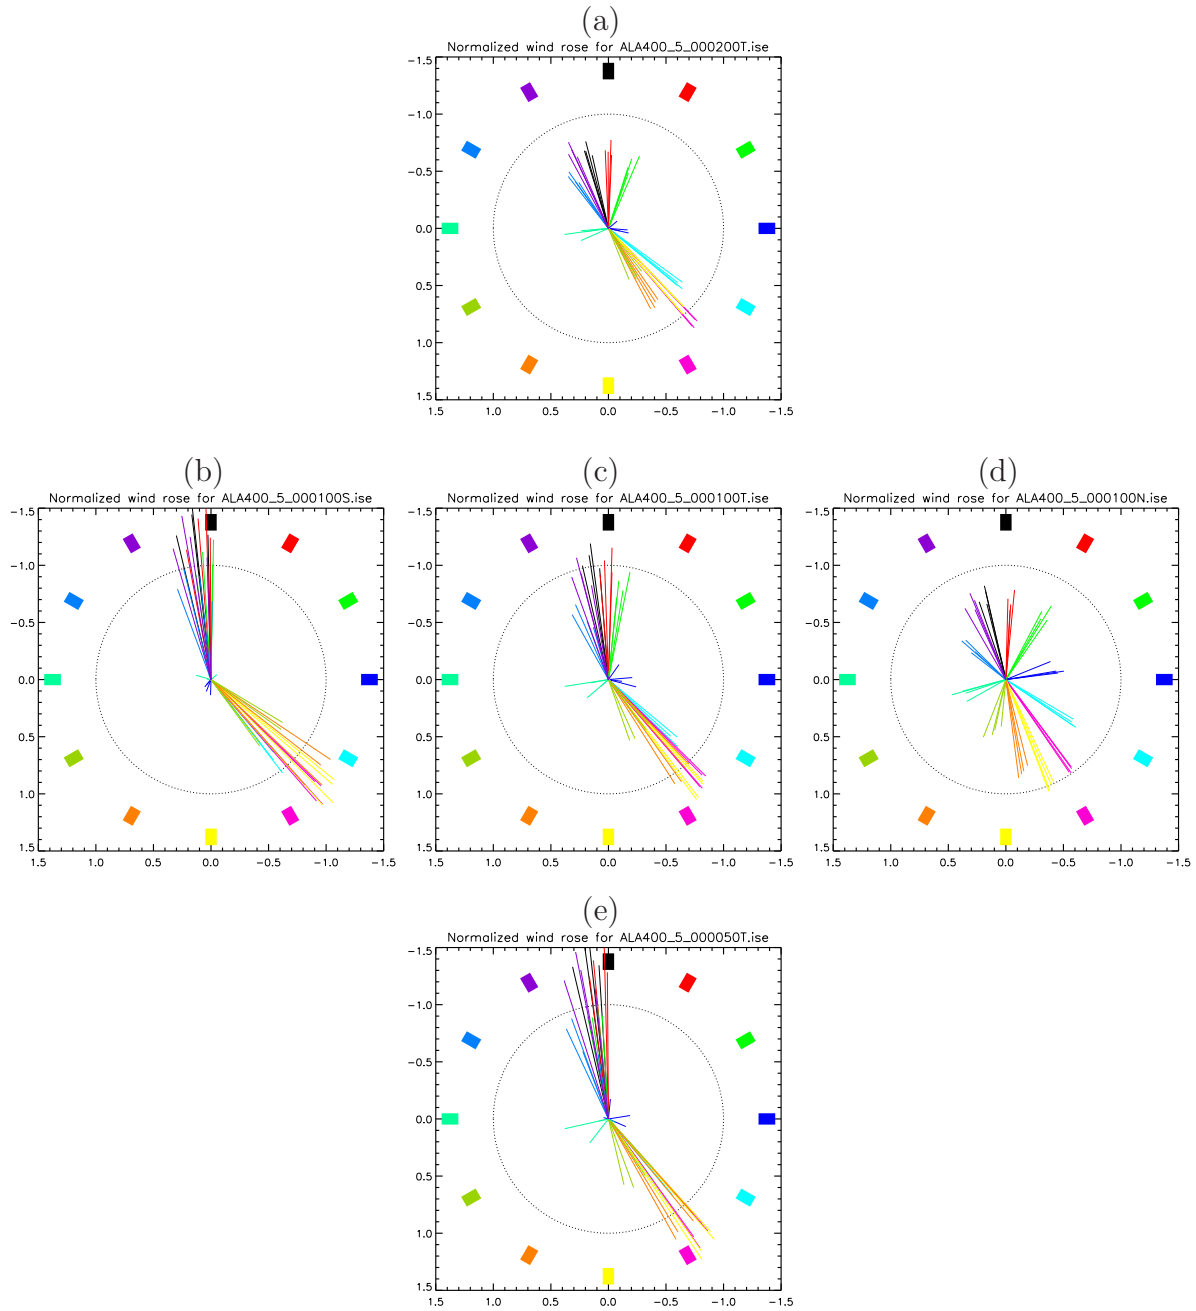 (a)
Normalized wind rose for ALA400_5_000200T.ise
−1.5
−1.0
−0.5
0.0
0.5
1.0
1.5
1.5 1.0 0.5 0.0 −0.5 −1.0 −1.5
(b) (c) (d)
Normalized wind rose for ALA400_5_000100S.ise Normalized wind rose for ALA400_5_000100T.ise Normalized wind rose for ALA400_5_000100N.ise
−1.5 −1.5 −1.5
−1.0 −1.0 −1.0
−0.5 −0.5 −0.5
0.0 0.0 0.0
0.5 0.5 0.5
1.0 1.0 1.0
1.5 1.5 1.5
1.5 1.0 0.5 0.0 −0.5 −1.0 −1.5 1.5 1.0 0.5 0.0 −0.5 −1.0 −1.5 1.5 1.0 0.5 0.0 −0.5 −1.0 −1.5
(e)
Normalized wind rose for ALA400_5_000050T.ise
−1.5
−1.0
−0.5
0.0
0.5
1.0
1.5
1.5 1.0 0.5 0.0 −0.5 −1.0 −1.5